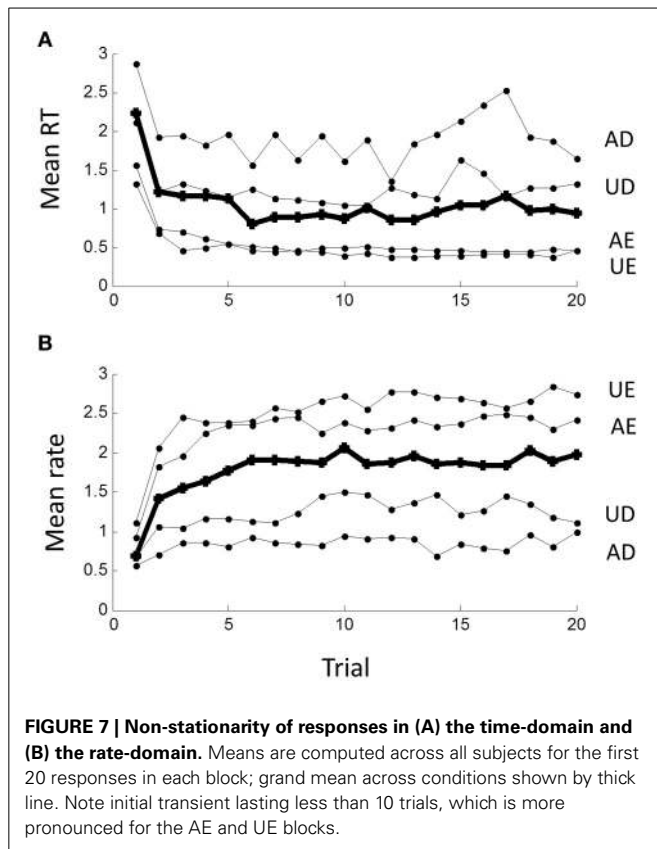 A
Mean RT
3
2.5
2
1.5
1
0.5
0
0 5 10 15 20
AD
UD
AE
UE
B
Mean rate
3
2.5
2
1.5
1
0.5
0
0 5 10 15 20
UE
AE
UD
AD
Trial
FIGURE 7 | Non-stationarity of responses in (A) the time-domain and
(B) the rate-domain. Means are computed across all subjects for the first
20 responses in each block; grand mean across conditions shown by thick
line. Note initial transient lasting less than 10 trials, which is more
pronounced for the AE and UE blocks.